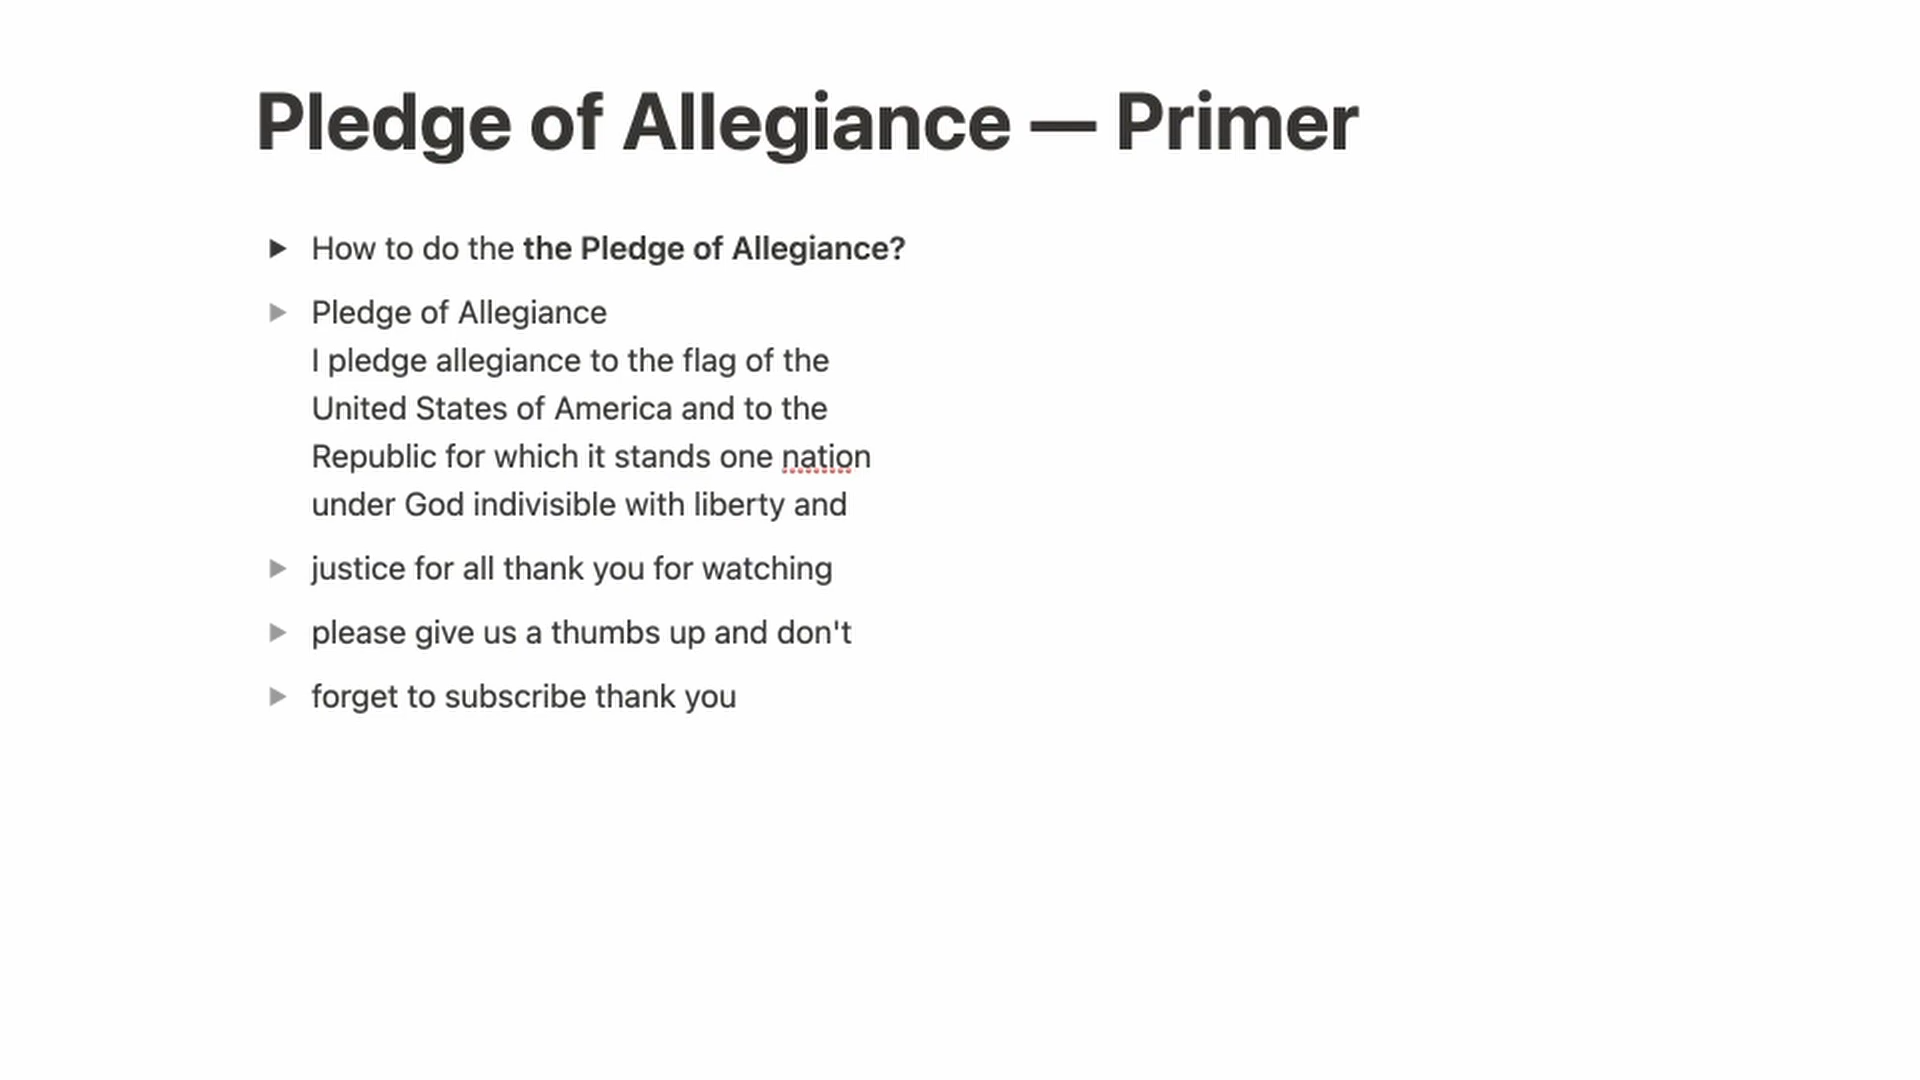 Pledge of Allegiance — Primer
How to do the the Pledge of Allegiance?
Pledge of Allegiance
I pledge allegiance to the flag of the
United States of America and to the
Republic for which it stands one nation
under God indivisible with liberty and
justice for all thank you for watching
please give us a thumbs up and don't
forget to subscribe thank you